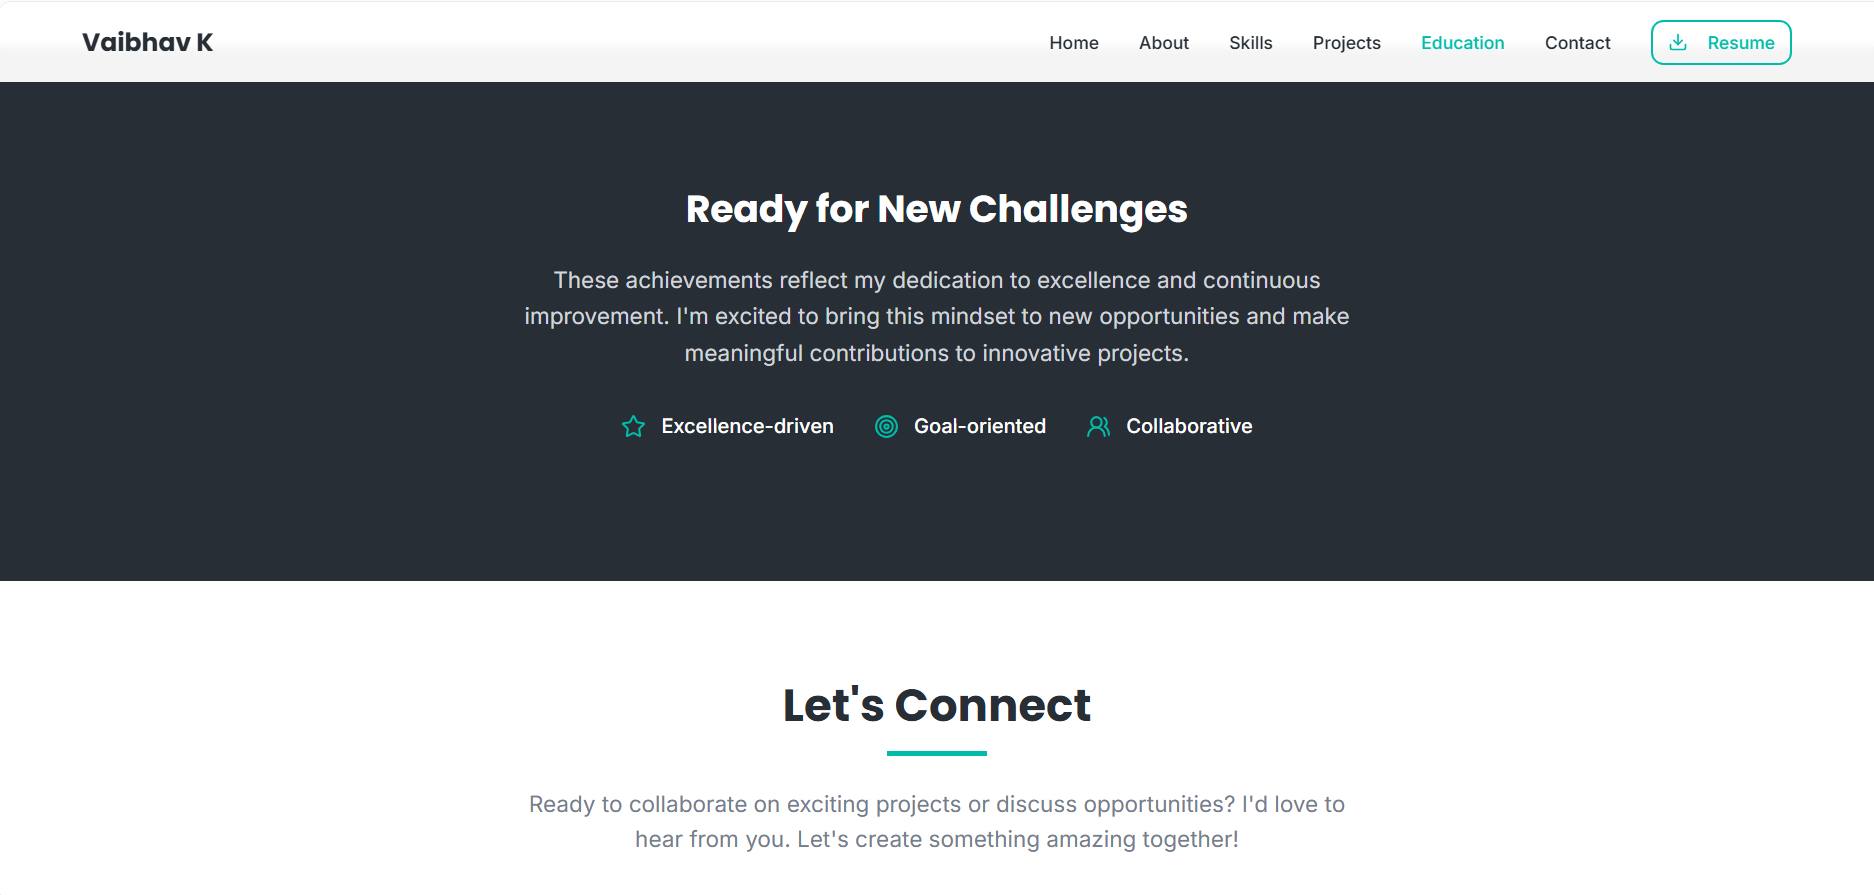 Vaibhav K
Home About Skills Projects Education Contact Resume
Ready for New Challenges
These achievements reflect my dedication to excellence and continuous
improvement. I'm excited to bring this mindset to new opportunities and make
meaningful contributions to innovative projects.
Excellence-driven Goal-oriented Collaborative
Let's Connect
Ready to collaborate on exciting projects or discuss opportunities? I'd love to
hear from you. Let's create something amazing together!